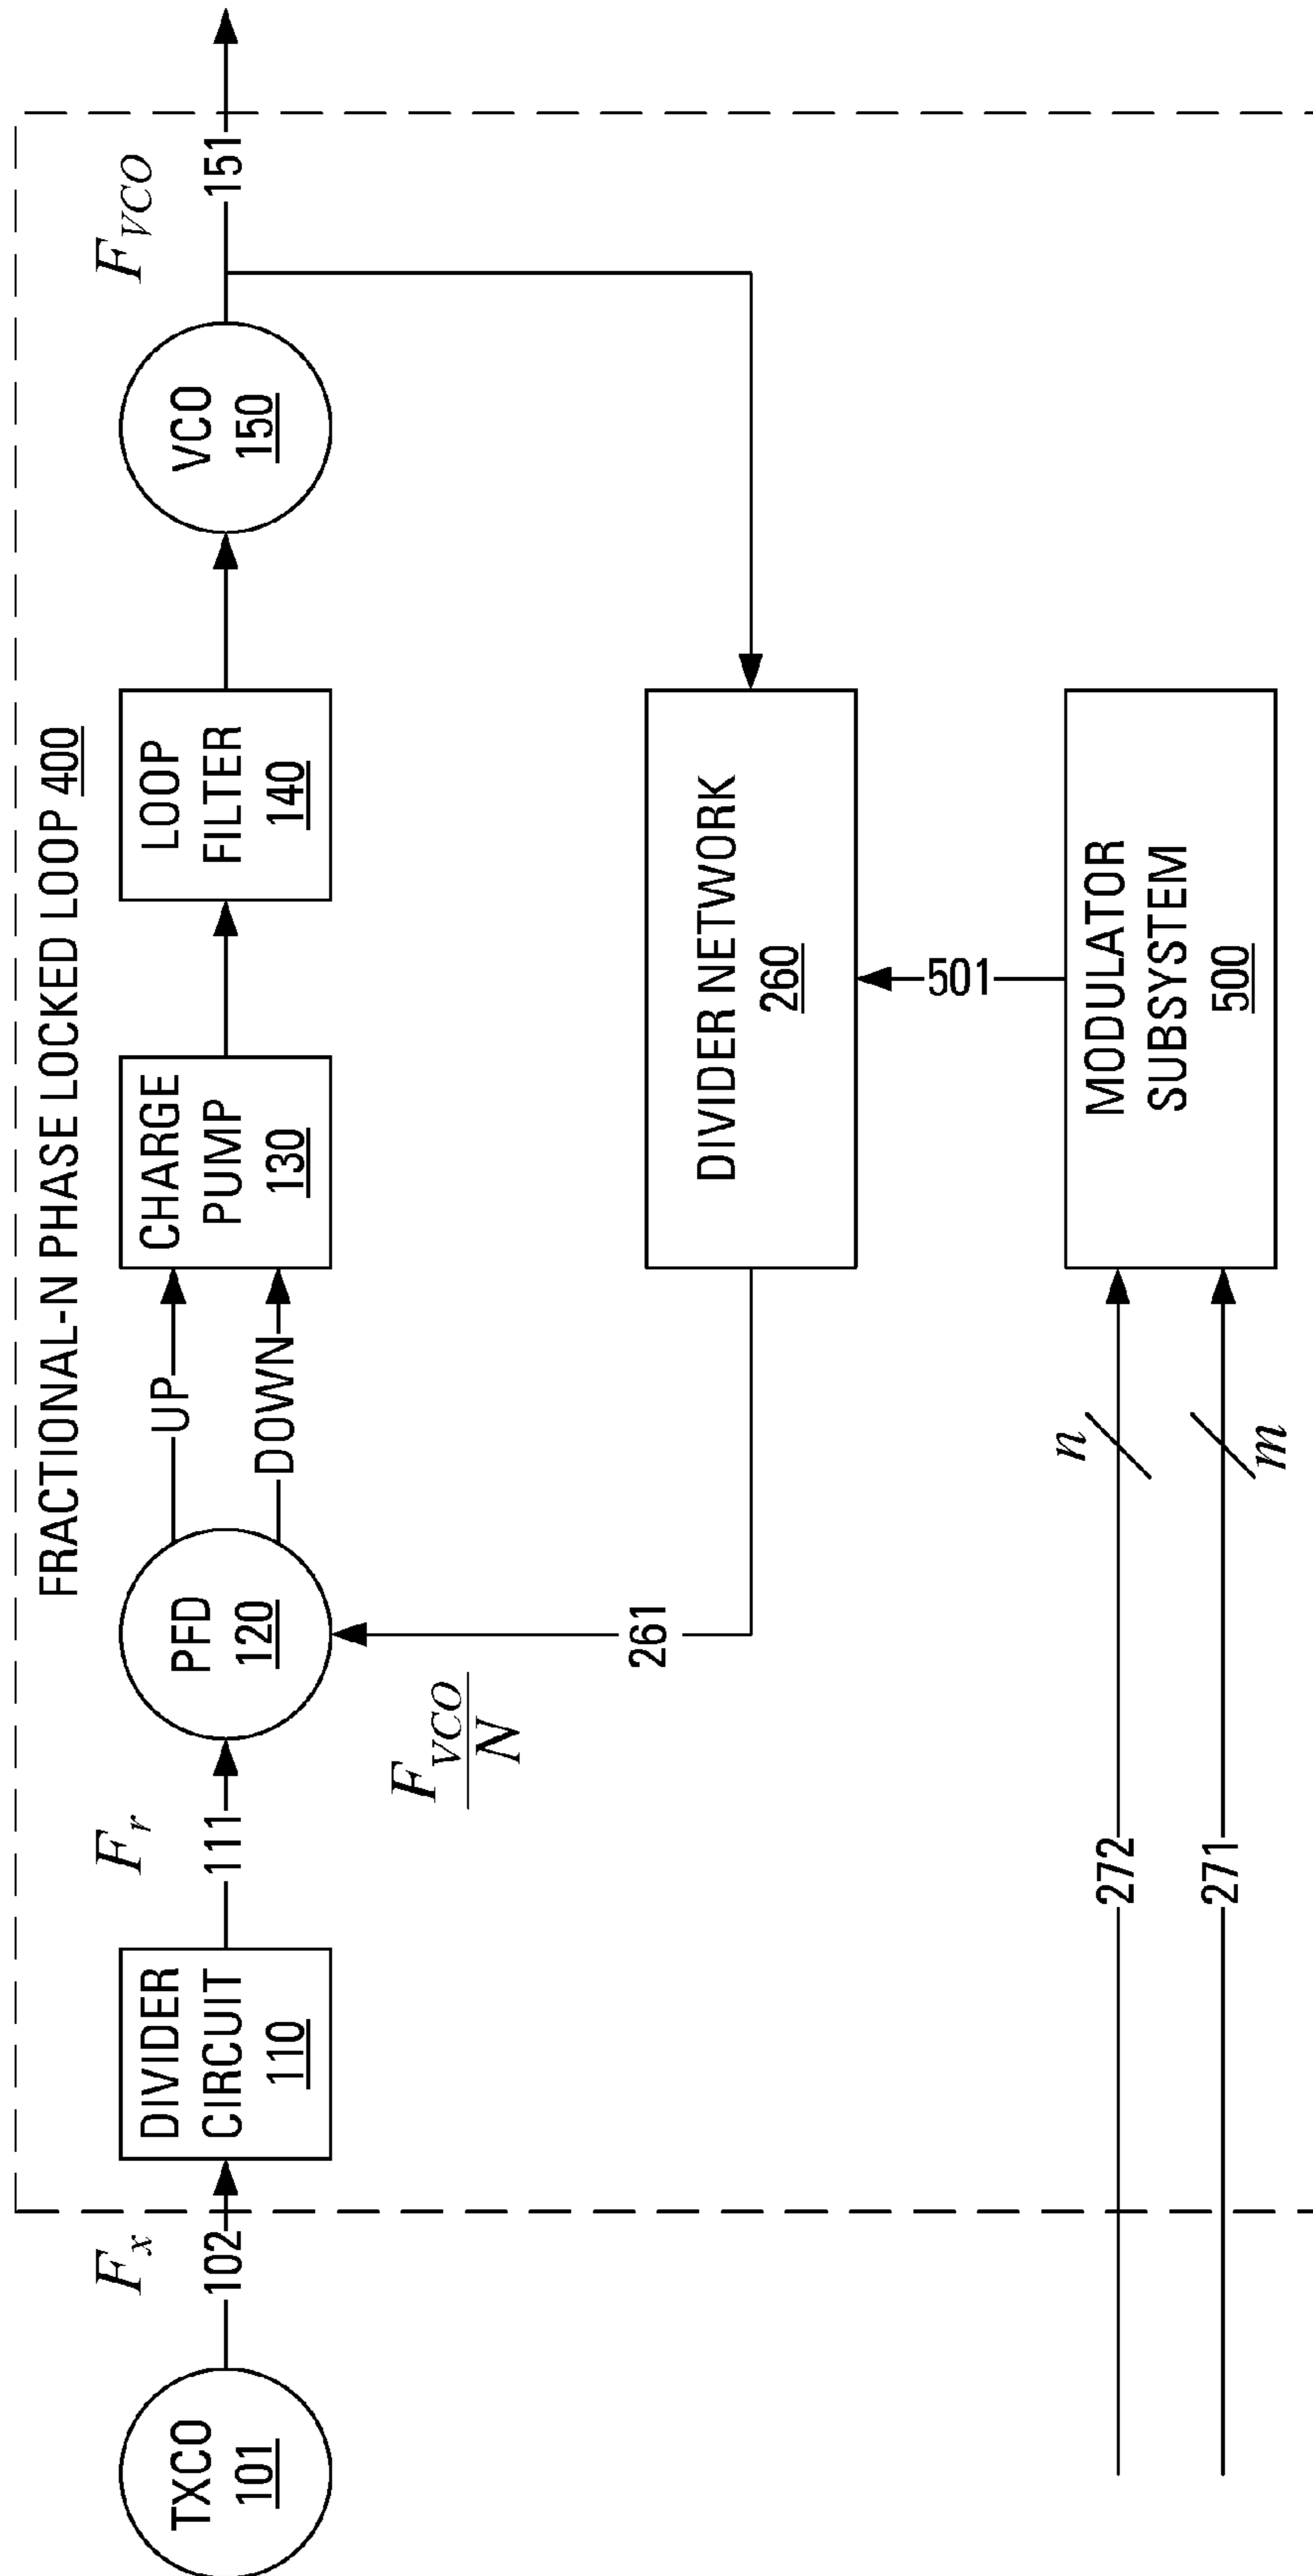 FRACTIONAL-N PHASE LOCKED LOOP 400
TXCO
101
F_x
102
DIVIDER
CIRCUIT
110
F_r
111
PFD
120
UP
DOWN
CHARGE
PUMP
130
LOOP
FILTER
140
VCO
150
F_VCO
151
F_VCO
N
261
DIVIDER NETWORK
260
501
MODULATOR
SUBSYSTEM
500
272
n
271
m